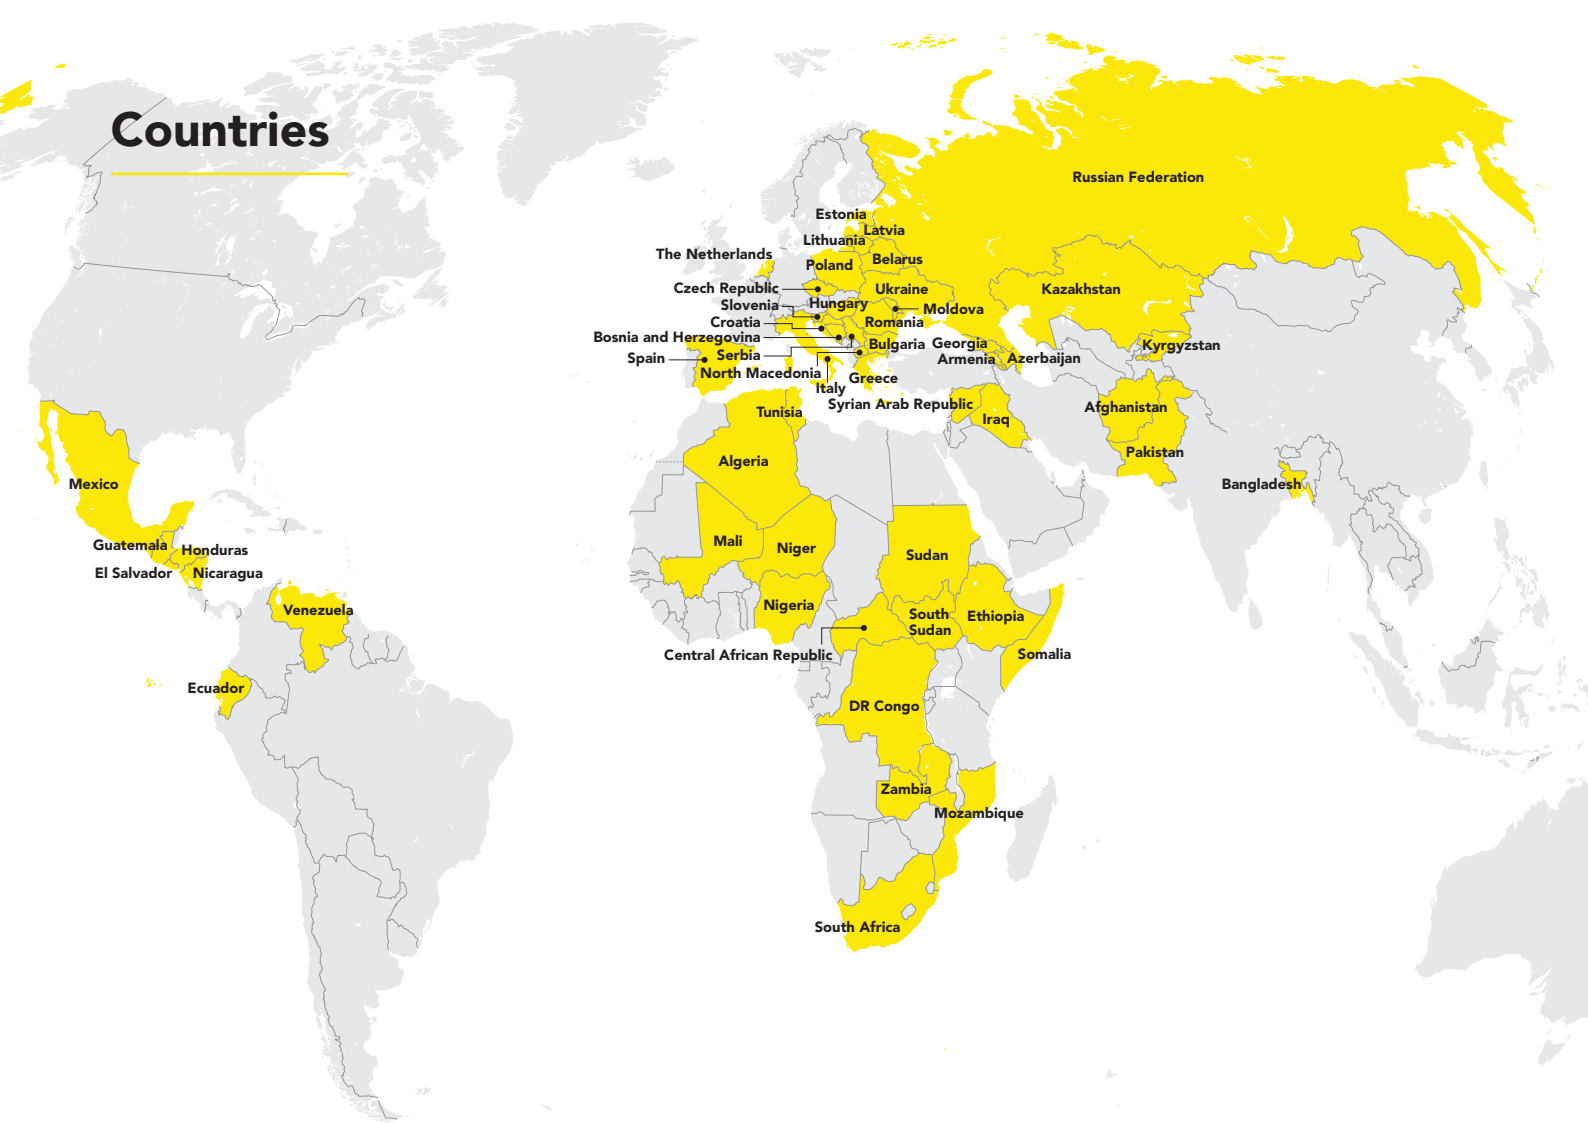 Countries
Russian Federation
Estonia
Latvia
Lithuania
The Netherlands
Belarus
Poland
Czech Republic
Ukraine
Kazakhstan
Slovenia
Hungary
Moldova
Croatia
Romania
Bosnia and Herzegovina
Bulgaria
Georgia
Kyrgyzstan
Serbia
Spain
Armenia
Azerbaijan
North Macedonia
Greece
Italy
Syrian Arab Republic
Afghanistan
Tunisia
Iraq
Pakistan
Algeria
Mexico
Bangladesh
Mali
Niger
Sudan
Guatemala
Honduras
El Salvador
Nicaragua
Nigeria
Venezuela
South
Sudan
Ethiopia
Central African Republic
Somalia
Ecuador
DR Congo
Zambia
Mozambique
South Africa